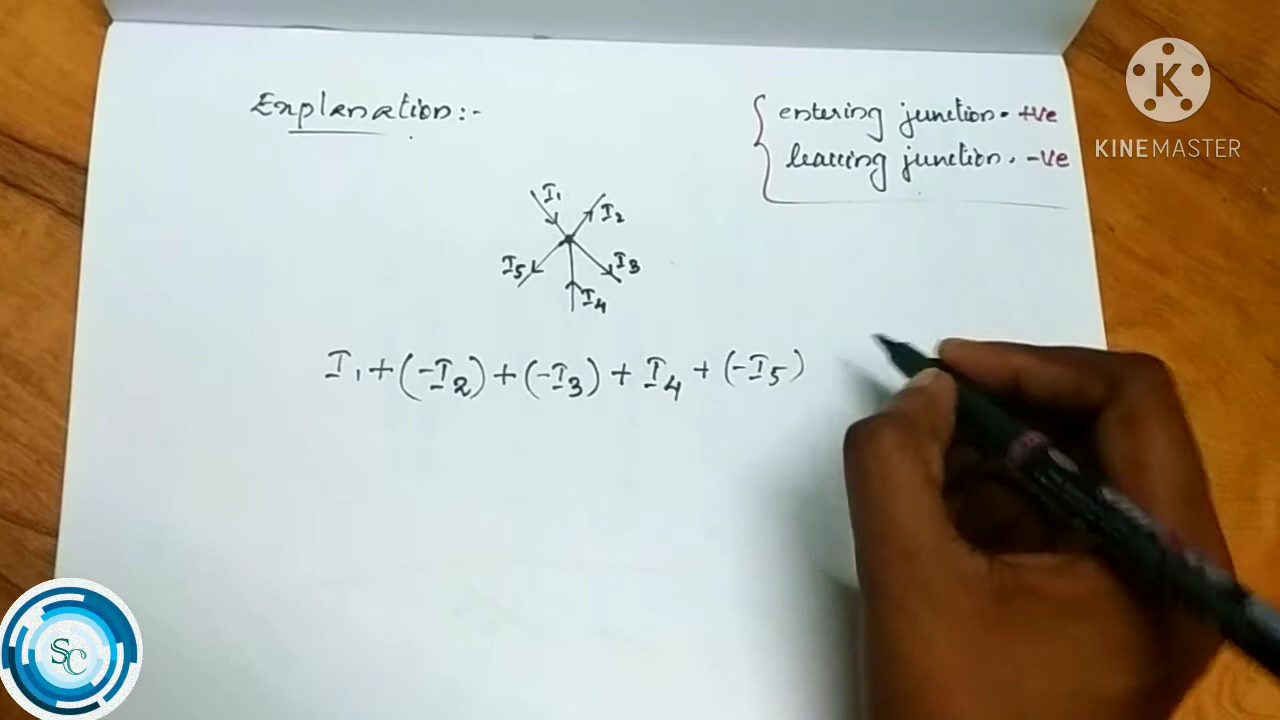 Explanation:-
entering junction. +ve
leaving junction. -ve
I1
I2
I5
I3
I4
I1 + (-I2) + (-I3) + I4 + (-I5)
K
KINEMASTER
SC